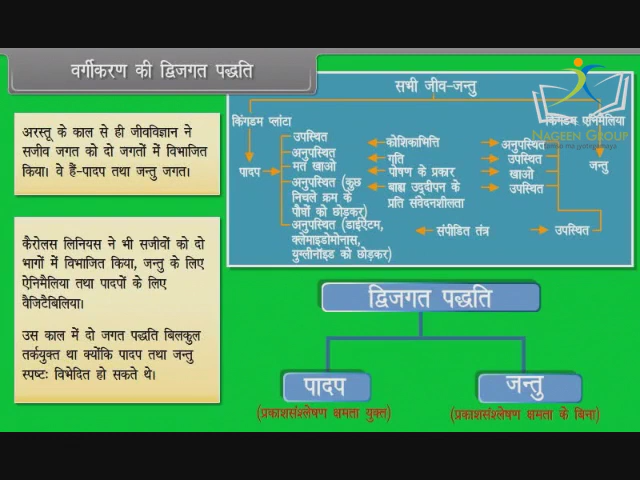 वर्गीकरण की द्विजगत पद्धति
NAGEEN GROUP
अरस्तू के काल से ही जीवविज्ञान ने
सजीव जगत को दो जगतों में विभाजित
किया। वे हैं-पादप तथा जन्तु जगत।
कैरोलस लिनियस ने भी सजीवों को दो
भागों में विभाजित किया, जन्तु के लिए
ऐनिमैलिया तथा पादपों के लिए
वैजिटैबिलिया।
उस काल में दो जगत पद्धति बिलकुल
तर्कयुक्त था क्योंकि पादप तथा जन्तु
स्पष्टः विभेदित हो सकते थे।
सभी जीव-जन्तु
किंगडम प्लांटा किंगडम एनिमैलिया
उपस्थित कोशिकाभित्ति अनुपस्थित
अनुपस्थित गति उपस्थित
पादप मत खाओ पोषण के प्रकार खाओ जन्तु
अनुपस्थित (कुछ बाह्य उद्दीपन के उपस्थित
निचले क्रम के प्रति संवेदनशीलता
पौधों को छोड़कर)
अनुपस्थित (डाईऐटम, संपीडित तंत्र उपस्थित
क्लेमाइडोमोनास,
युग्लीनॉइड को छोड़कर)
द्विजगत पद्धति
पादप जन्तु
(प्रकाशसंश्लेषण क्षमता युक्त) (प्रकाशसंश्लेषण क्षमता के बिना)